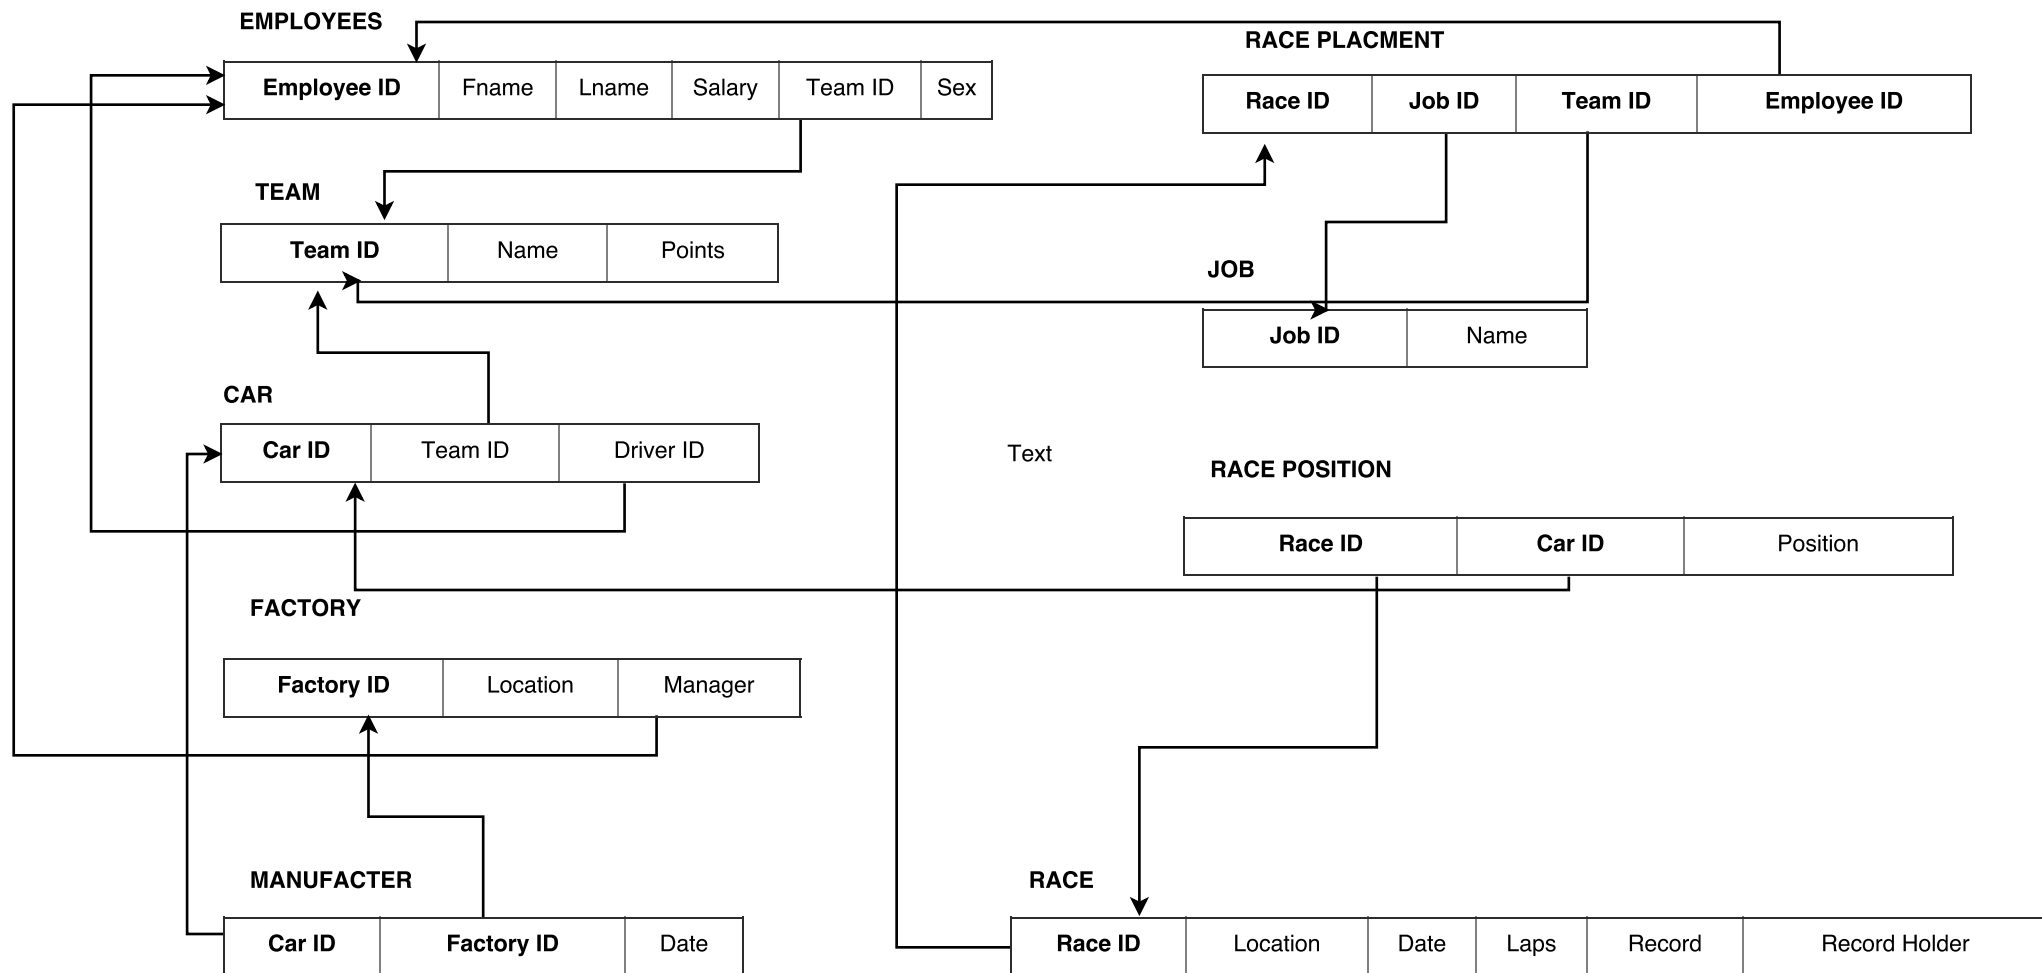 EMPLOYEES
Employee ID Fname Lname Salary Team ID Sex
RACE PLACMENT
Race ID Job ID Team ID Employee ID
TEAM
Team ID Name Points
JOB
Job ID Name
CAR
Car ID Team ID Driver ID
Text
RACE POSITION
Race ID Car ID Position
FACTORY
Factory ID Location Manager
MANUFACTER
Car ID Factory ID Date
RACE
Race ID Location Date Laps Record Record Holder